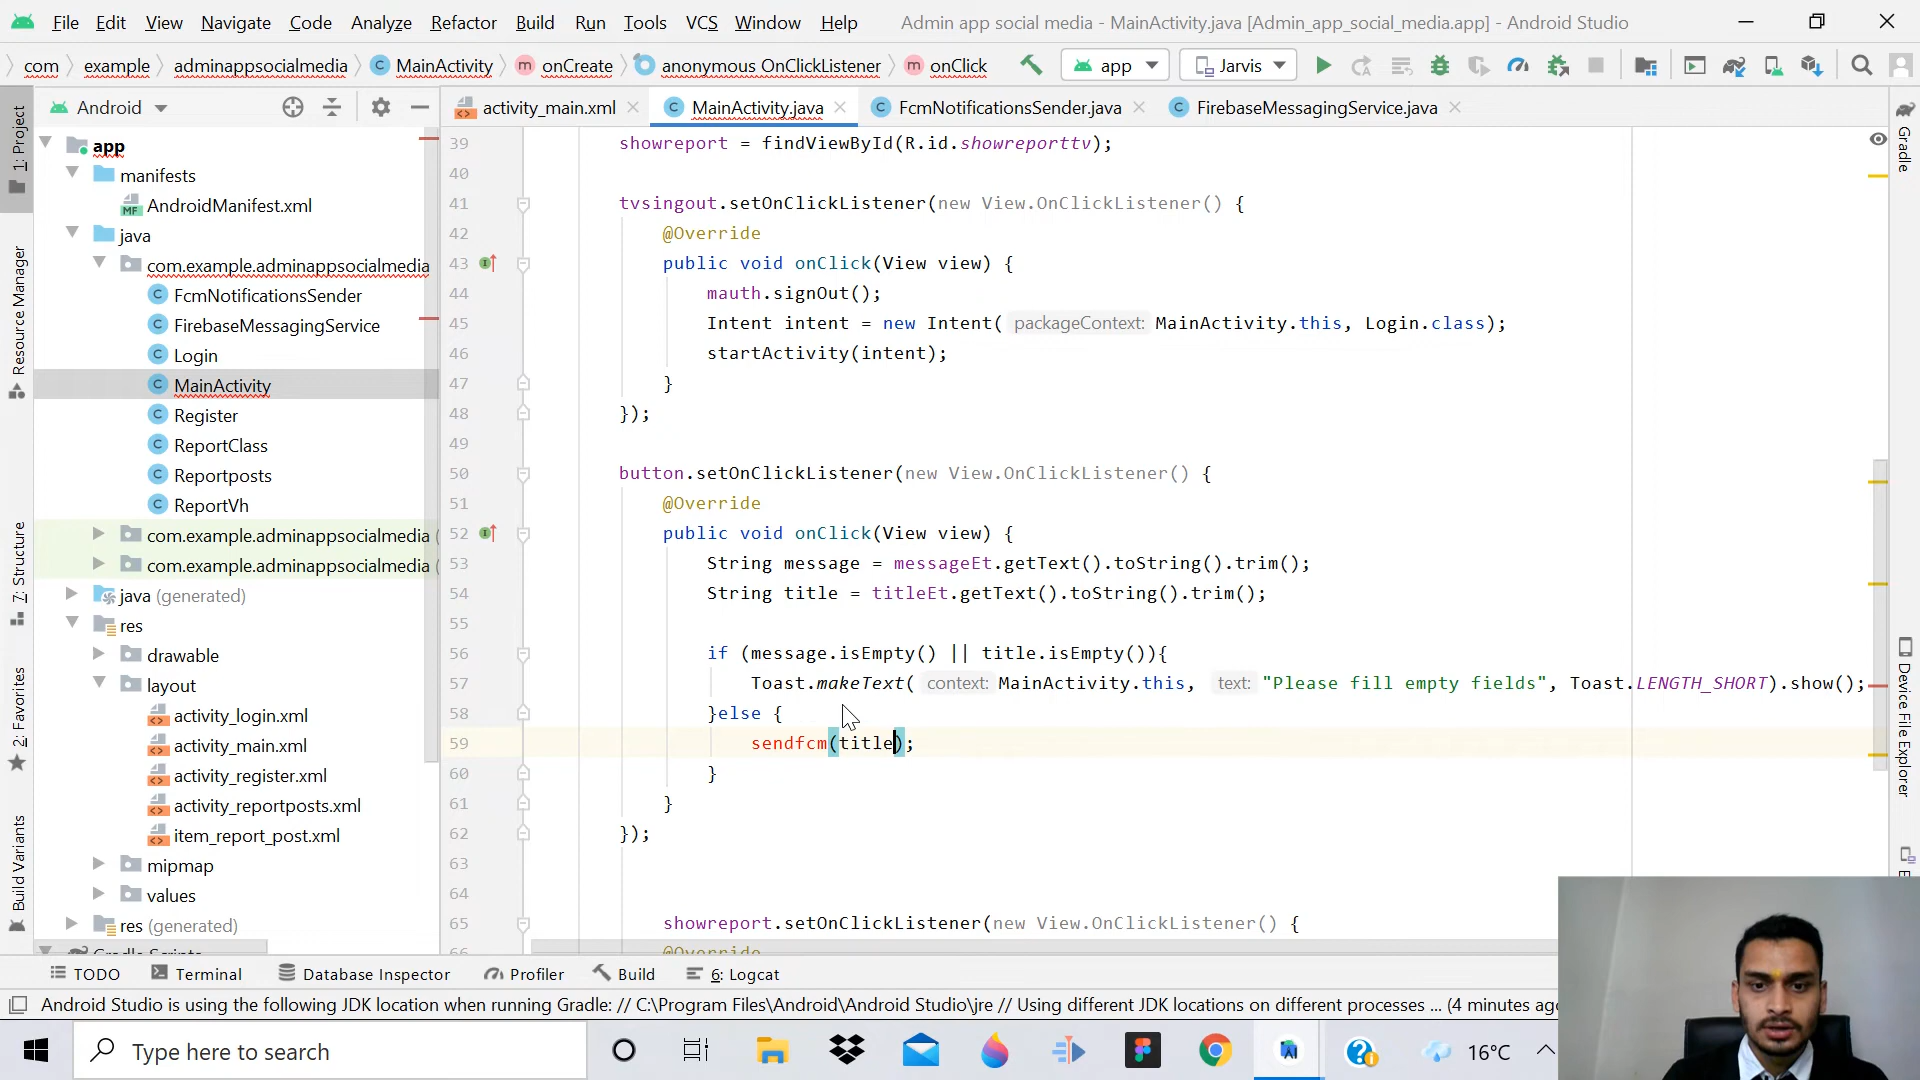 File Edit View Navigate Code Analyze Refactor Build Run Tools VCS Window Help Admin app social media - MainActivity.java [Admin_app_social_media.app] - Android Studio
com example adminappsocialmedia MainActivity onCreate anonymous OnClickListener onClick app Jarvis
Android
activity_main.xml MainActivity.java FcmNotificationsSender.java FirebaseMessagingService.java
1: Project
Resource Manager
7: Structure
2: Favorites
Build Variants
app
manifests
AndroidManifest.xml
java
com.example.adminappsocialmedia
FcmNotificationsSender
FirebaseMessagingService
Login
MainActivity
Register
ReportClass
Reportposts
ReportVh
com.example.adminappsocialmedia (
com.example.adminappsocialmedia (
java (generated)
res
drawable
layout
activity_login.xml
activity_main.xml
activity_register.xml
activity_reportposts.xml
item_report_post.xml
mipmap
values
res (generated)
Gradle Scripts
39 showreport = findViewById(R.id.showreporttv);
40
41 tvsingout.setOnClickListener(new View.OnClickListener() {
42 @Override
43 public void onClick(View view) {
44 mauth.signOut();
45 Intent intent = new Intent( packageContext: MainActivity.this, Login.class);
46 startActivity(intent);
47 }
48 });
49
50 button.setOnClickListener(new View.OnClickListener() {
51 @Override
52 public void onClick(View view) {
53 String message = messageEt.getText().toString().trim();
54 String title = titleEt.getText().toString().trim();
55
56 if (message.isEmpty() || title.isEmpty()){
57 Toast.makeText( context: MainActivity.this, text: "Please fill empty fields", Toast.LENGTH_SHORT).show();
58 }else {
59 sendfcm(title);
60 }
61 }
62 });
63
64
65 showreport.setOnClickListener(new View.OnClickListener() {
66 @Override
Gradle
Device File Explorer
E
TODO Terminal Database Inspector Profiler Build 6: Logcat
Android Studio is using the following JDK location when running Gradle: // C:\Program Files\Android\Android Studio\jre // Using different JDK locations on different processes ... (4 minutes ago
Type here to search
16°C